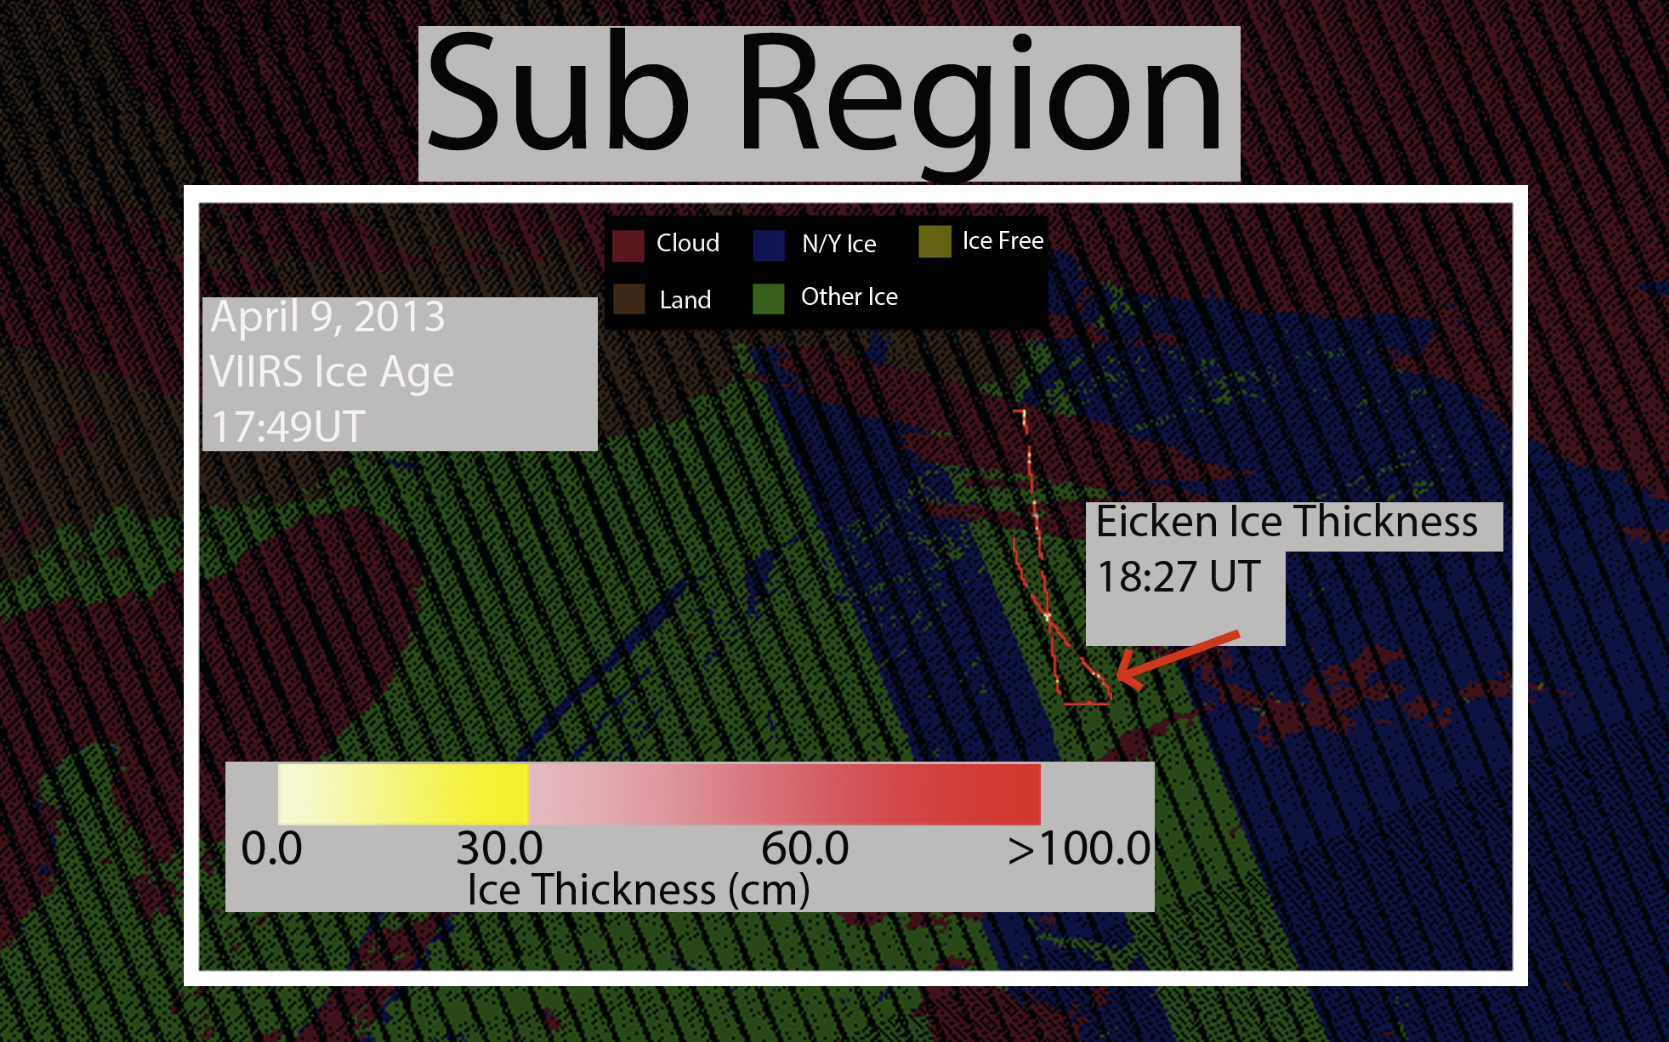 Sub Region
Cloud N/Y Ice Ice Free
Land Other Ice
April 9, 2013
VIIRS Ice Age
17:49UT
Eicken Ice Thickness
18:27 UT
0.0 30.0 60.0 >100.0
Ice Thickness (cm)